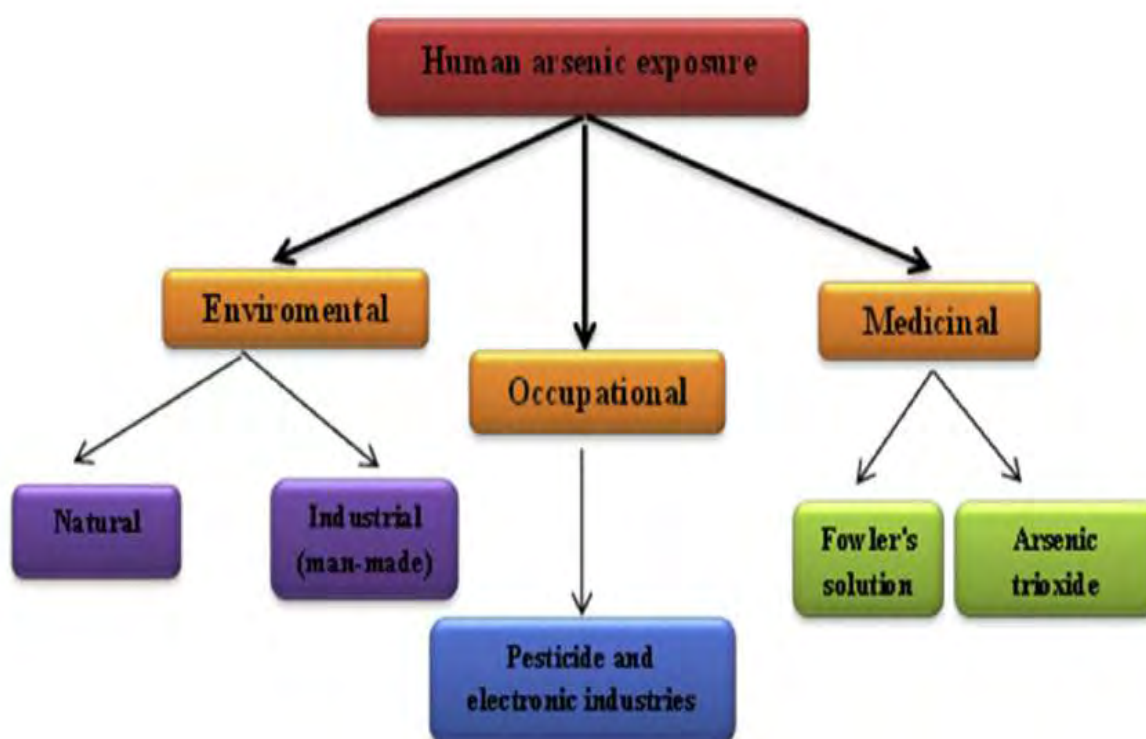 Human arsenic exposure
Enviromental
Medicinal
Occupational
Natural
Industrial
(man-made)
Fowler's
solution
Arsenic
trioxide
Pesticide and
electronic industries